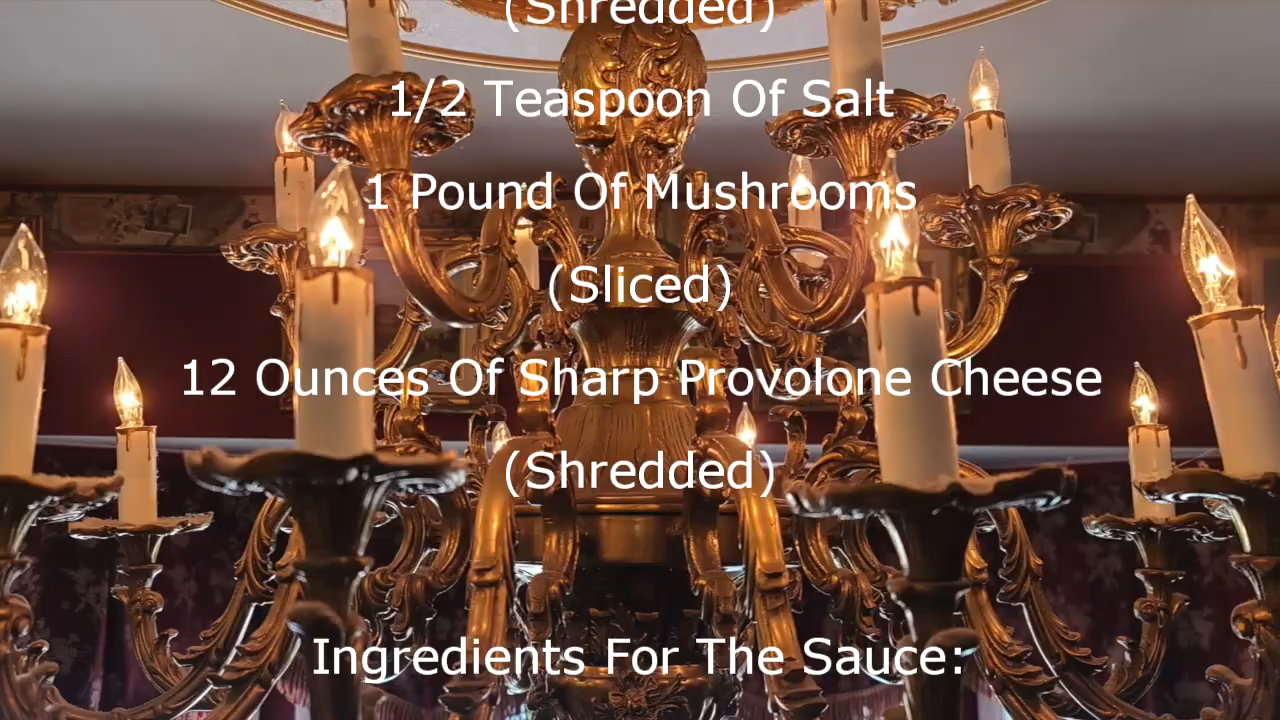 (Shredded)
1/2 Teaspoon Of Salt
1 Pound Of Mushrooms
(Sliced)
12 Ounces Of Sharp Provolone Cheese
(Shredded)
Ingredients For The Sauce: